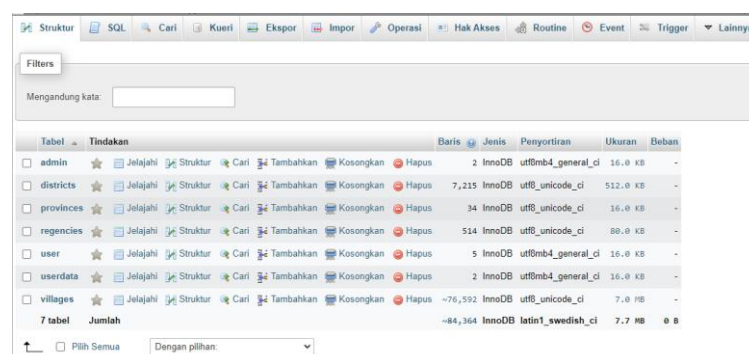 Struktur SQL Cari Kueri Ekspor Impor Operasi Hak Akses Routine Event Trigger Lainnya
Filters
Mengandung kata:
Tabel Tindakan Baris Jenis Penyortiran Ukuran Beban
admin Jelajahi Struktur Cari Tambahkan Kosongkan Hapus 2 InnoDB utf8mb4_general_ci 16.0 KB -
districts Jelajahi Struktur Cari Tambahkan Kosongkan Hapus 7,215 InnoDB utf8_unicode_ci 512.0 KB -
provinces Jelajahi Struktur Cari Tambahkan Kosongkan Hapus 34 InnoDB utf8_unicode_ci 16.0 KB -
regencies Jelajahi Struktur Cari Tambahkan Kosongkan Hapus 514 InnoDB utf8_unicode_ci 80.0 KB -
user Jelajahi Struktur Cari Tambahkan Kosongkan Hapus 5 InnoDB utf8mb4_general_ci 16.0 KB -
userdata Jelajahi Struktur Cari Tambahkan Kosongkan Hapus 2 InnoDB utf8mb4_general_ci 16.0 KB -
villages Jelajahi Struktur Cari Tambahkan Kosongkan Hapus ~76,592 InnoDB utf8_unicode_ci 7.0 MB -
7 tabel Jumlah ~84,364 InnoDB latin1_swedish_ci 7.7 MB 0 B
Pilih Semua Dengan pilihan: